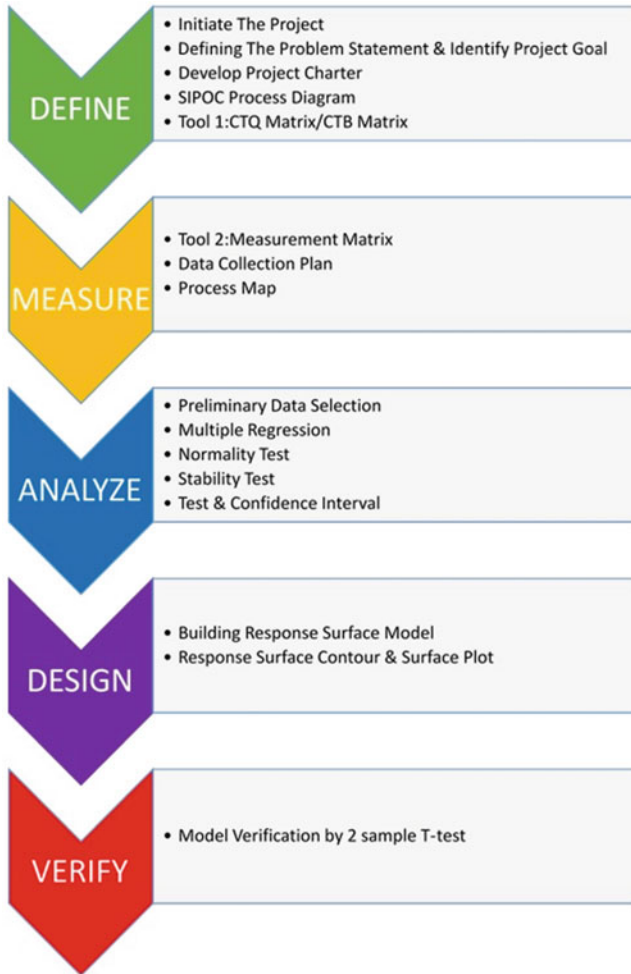 DEFINE
• Initiate The Project
• Defining The Problem Statement & Identify Project Goal
• Develop Project Charter
• SIPOC Process Diagram
• Tool 1:CTQ Matrix/CTB Matrix
MEASURE
• Tool 2:Measurement Matrix
• Data Collection Plan
• Process Map
ANALYZE
• Preliminary Data Selection
• Multiple Regression
• Normality Test
• Stability Test
• Test & Confidence Interval
DESIGN
• Building Response Surface Model
• Response Surface Contour & Surface Plot
VERIFY
• Model Verification by 2 sample T-test